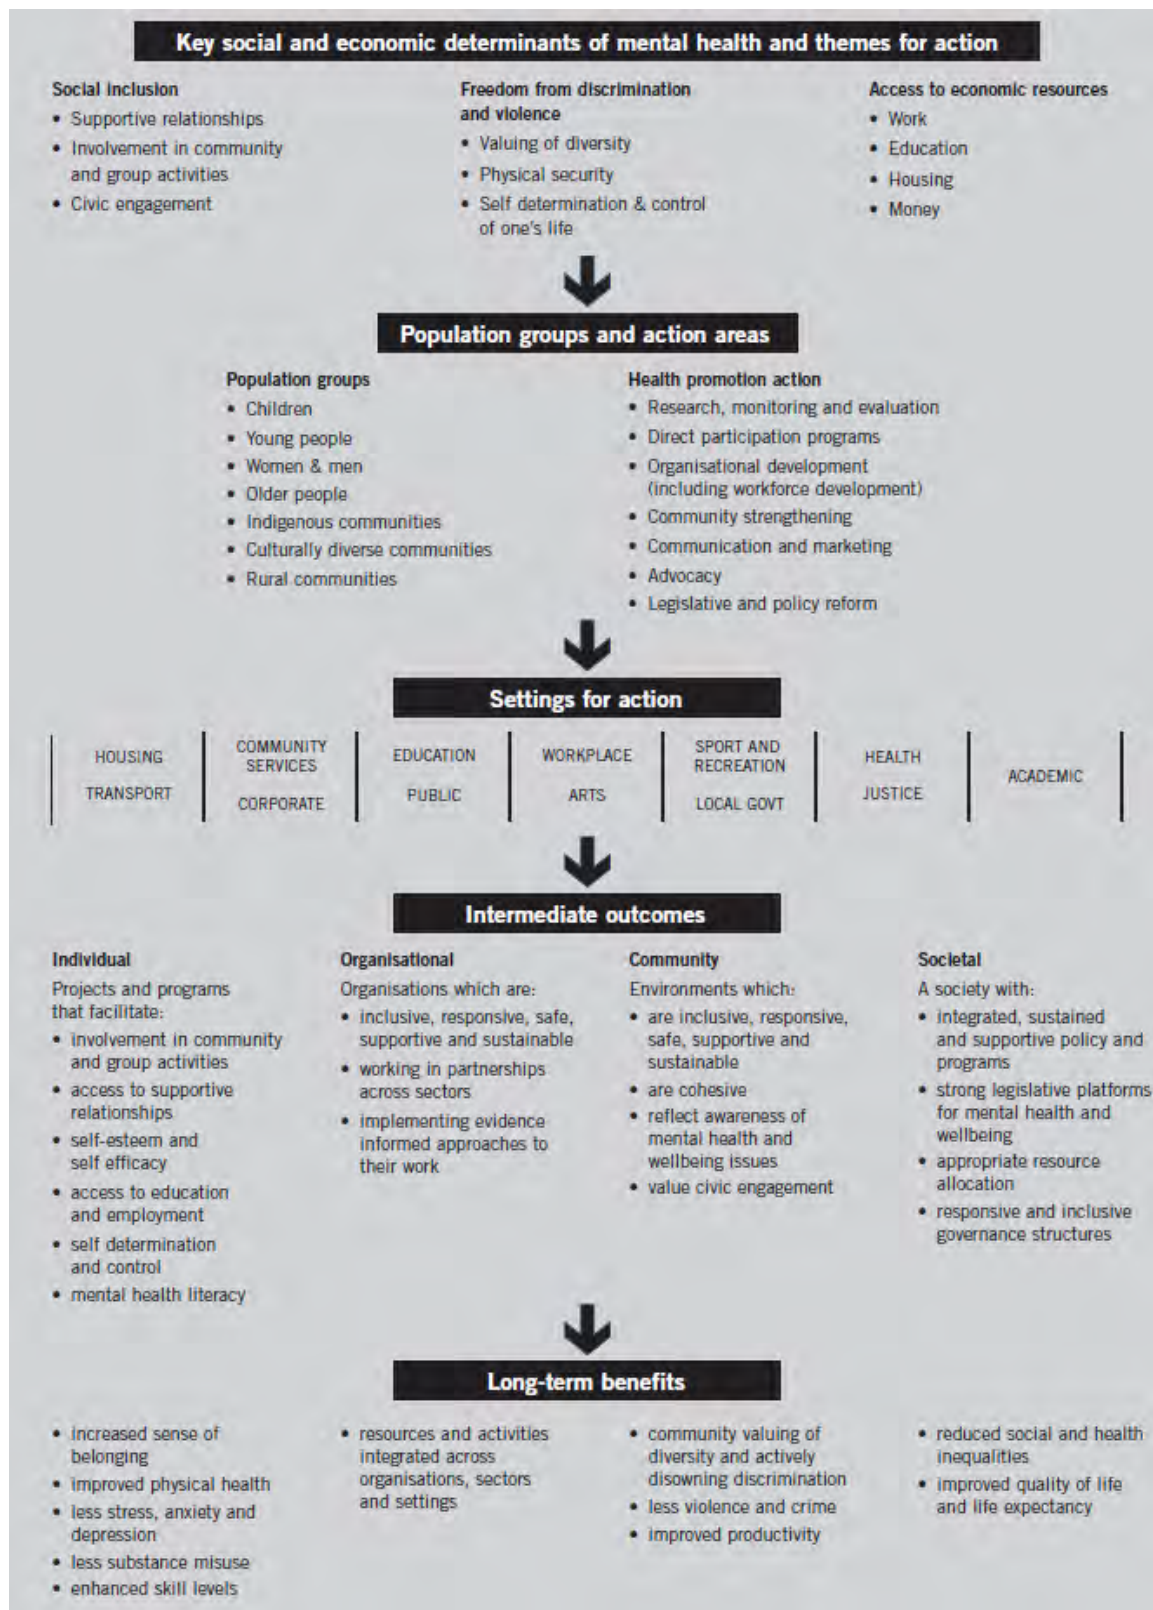 Key social and economic determinants of mental health and themes for action
Social inclusion
• Supportive relationships
• Involvement in community
and group activities
• Civic engagement
Freedom from discrimination
and violence
• Valuing of diversity
• Physical security
• Self determination & control
of one's life
Access to economic resources
• Work
• Education
• Housing
• Money
Population groups and action areas
Population groups
• Children
• Young people
• Women & men
• Older people
• Indigenous communities
• Culturally diverse communities
• Rural communities
Health promotion action
• Research, monitoring and evaluation
• Direct participation programs
• Organisational development
(including workforce development)
• Community strengthening
• Communication and marketing
• Advocacy
• Legislative and policy reform
Settings for action
HOUSING
TRANSPORT
COMMUNITY
SERVICES
CORPORATE
EDUCATION
PUBLIC
WORKPLACE
ARTS
SPORT AND
RECREATION
LOCAL GOVT
HEALTH
JUSTICE
ACADEMIC
Intermediate outcomes
Individual
Projects and programs
that facilitate:
• involvement in community
and group activities
• access to supportive
relationships
• self-esteem and
self efficacy
• access to education
and employment
• self determination
and control
• mental health literacy
Organisational
Organisations which are:
• inclusive, responsive, safe,
supportive and sustainable
• working in partnerships
across sectors
• implementing evidence
informed approaches to
their work
Community
Environments which:
• are inclusive, responsive,
safe, supportive and
sustainable
• are cohesive
• reflect awareness of
mental health and
wellbeing issues
• value civic engagement
Societal
A society with:
• integrated, sustained
and supportive policy and
programs
• strong legislative platforms
for mental health and
wellbeing
• appropriate resource
allocation
• responsive and inclusive
governance structures
Long-term benefits
• increased sense of
belonging
• improved physical health
• less stress, anxiety and
depression
• less substance misuse
• enhanced skill levels
• resources and activities
integrated across
organisations, sectors
and settings
• community valuing of
diversity and actively
disowning discrimination
• less violence and crime
• improved productivity
• reduced social and health
inequalities
• improved quality of life
and life expectancy